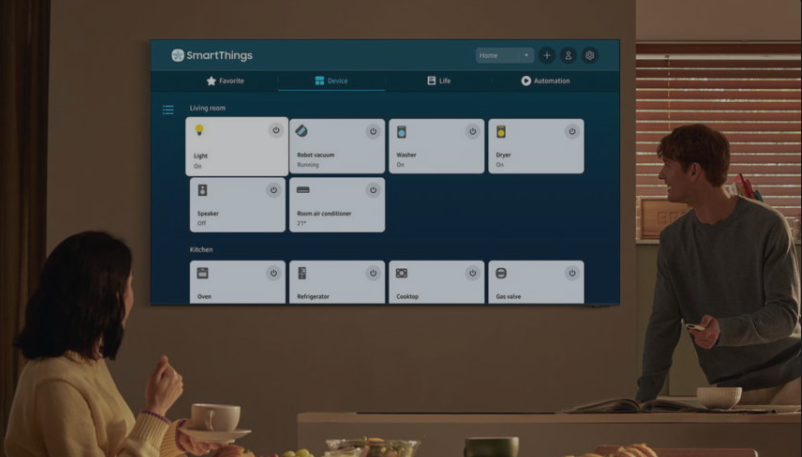 SmartThings
Home
Favorite
Device
Life
Automation
Living room
Light
On
Robot vacuum
Running
Washer
On
Dryer
On
Speaker
Off
Room air conditioner
21°
Kitchen
Oven
Refrigerator
Cooktop
Gas valve